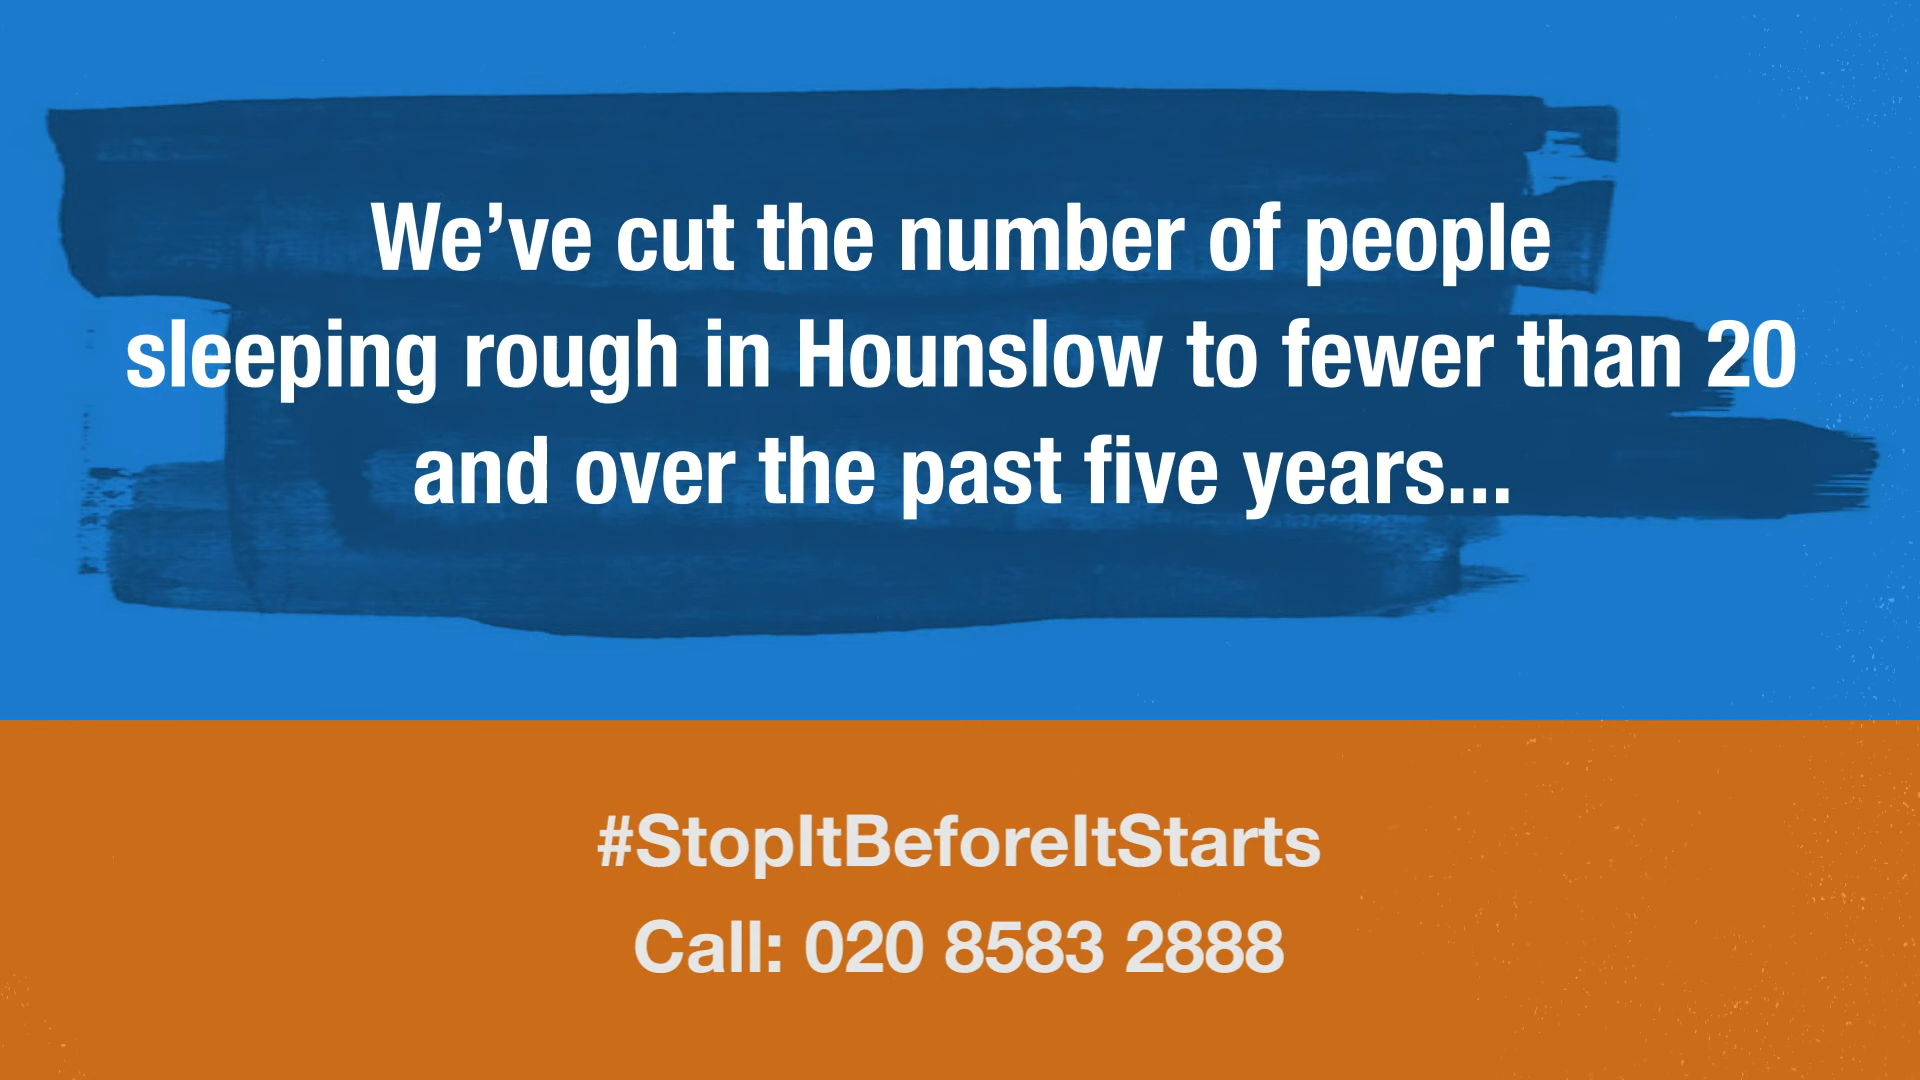 We’ve cut the number of people
sleeping rough in Hounslow to fewer than 20
and over the past five years...
#StopItBeforeItStarts
Call: 020 8583 2888